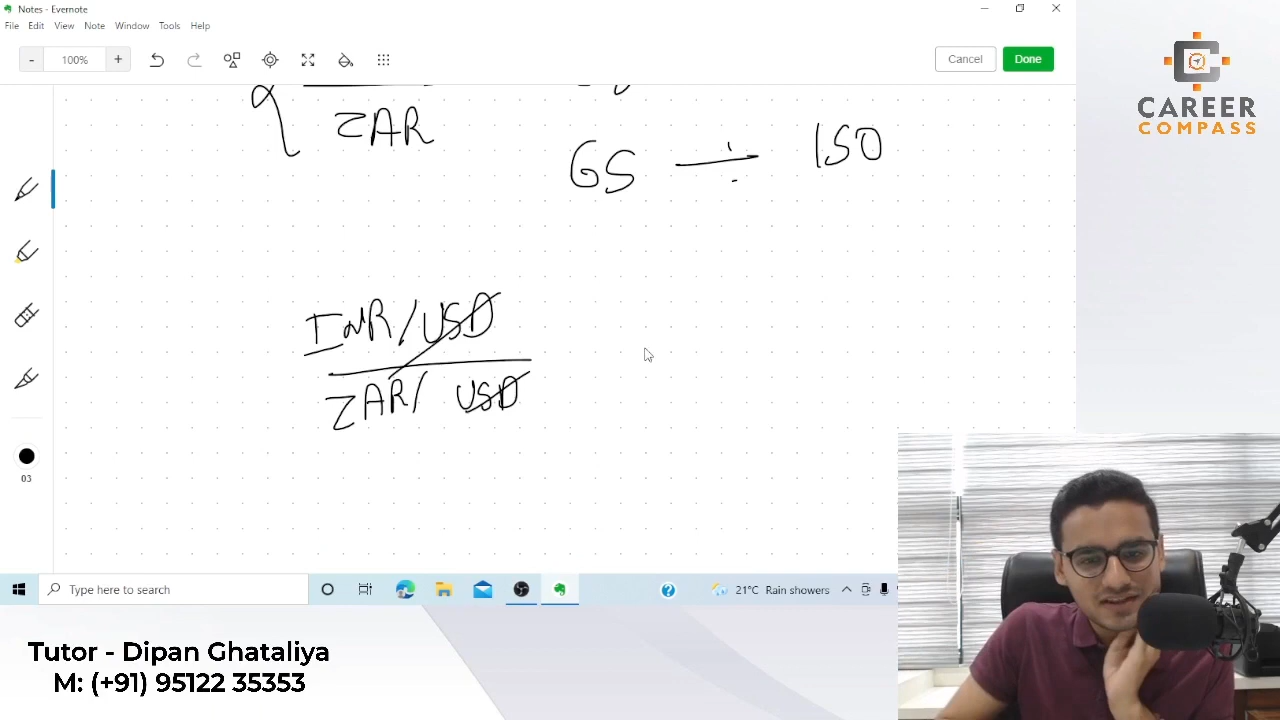 Notes - Evernote
File Edit View Note Window Tools Help
- 100% +
Cancel Done
CAREER
COMPASS
ZAR
GS ÷ 150
INR/USD
ZAR/ USD
03
Type here to search
21°C Rain showers
Tutor - Dipan Ghataliya
M: (+91) 95122 35353